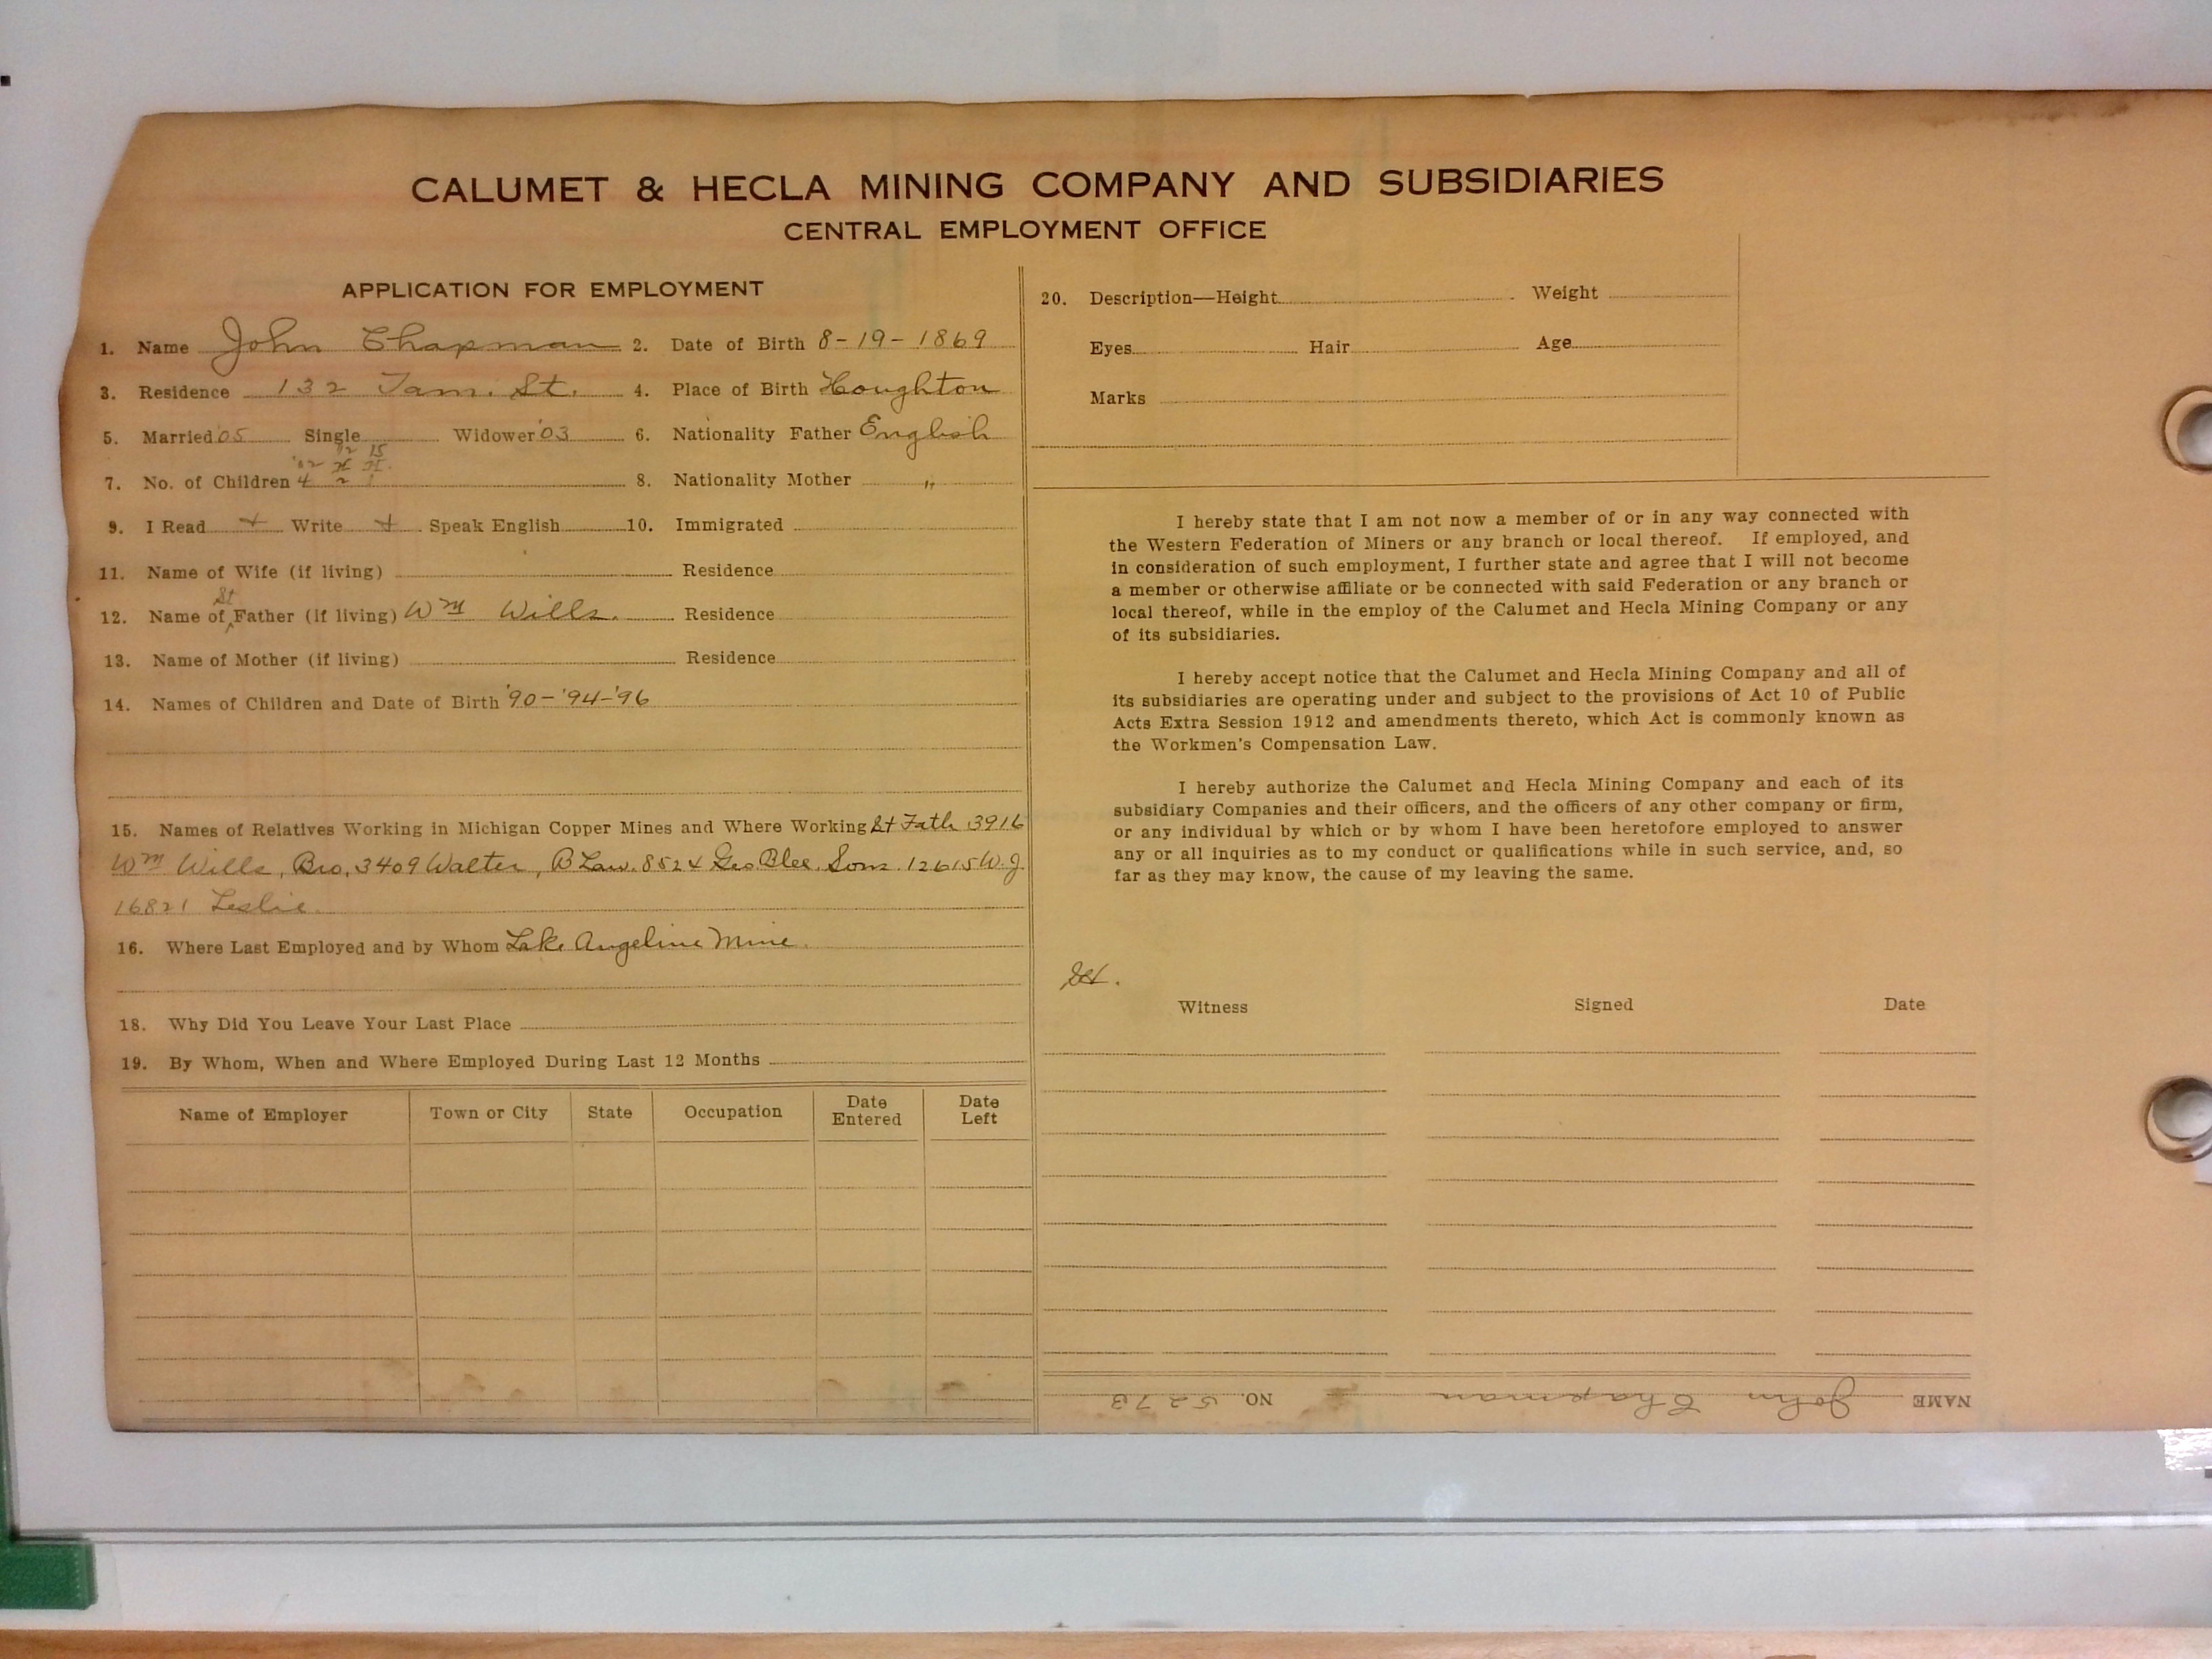 CALUMET & HECLA MINING COMPANY AND SUBSIDIARIES
CENTRAL EMPLOYMENT OFFICE
APPLICATION FOR EMPLOYMENT
1. Name John Chapman 2. Date of Birth 8-19-1869
3. Residence 132 Tam. St. 4. Place of Birth Houghton
5. Married '05 Single Widower '03 6. Nationality Father English
'02 12 15
7. No. of Children 4 2 1 8. Nationality Mother "
9. I Read + Write + Speak English 10. Immigrated
11. Name of Wife (if living) Residence
12. Name of St Father (if living) Wm Wills. Residence
13. Name of Mother (if living) Residence
14. Names of Children and Date of Birth '90-'94-'96
15. Names of Relatives Working in Michigan Copper Mines and Where Working St Fath 3916
Wm Wills, Bro, 3409 Walter, B Law. 8524 Geo Blee, Sons. 12615 W. J.
16821 Leslie
16. Where Last Employed and by Whom Lake Angeline Mine.
18. Why Did You Leave Your Last Place
19. By Whom, When and Where Employed During Last 12 Months
Name of Employer Town or City State Occupation Date Entered Date Left
20. Description—Height Weight
Eyes Hair Age
Marks
I hereby state that I am not now a member of or in any way connected with
the Western Federation of Miners or any branch or local thereof. If employed, and
in consideration of such employment, I further state and agree that I will not become
a member or otherwise affiliate or be connected with said Federation or any branch or
local thereof, while in the employ of the Calumet and Hecla Mining Company or any
of its subsidiaries.
I hereby accept notice that the Calumet and Hecla Mining Company and all of
its subsidiaries are operating under and subject to the provisions of Act 10 of Public
Acts Extra Session 1912 and amendments thereto, which Act is commonly known as
the Workmen's Compensation Law.
I hereby authorize the Calumet and Hecla Mining Company and each of its
subsidiary Companies and their officers, and the officers of any other company or firm,
or any individual by which or by whom I have been heretofore employed to answer
any or all inquiries as to my conduct or qualifications while in such service, and, so
far as they may know, the cause of my leaving the same.
Witness Signed Date
NAME John Chapman NO. 5273